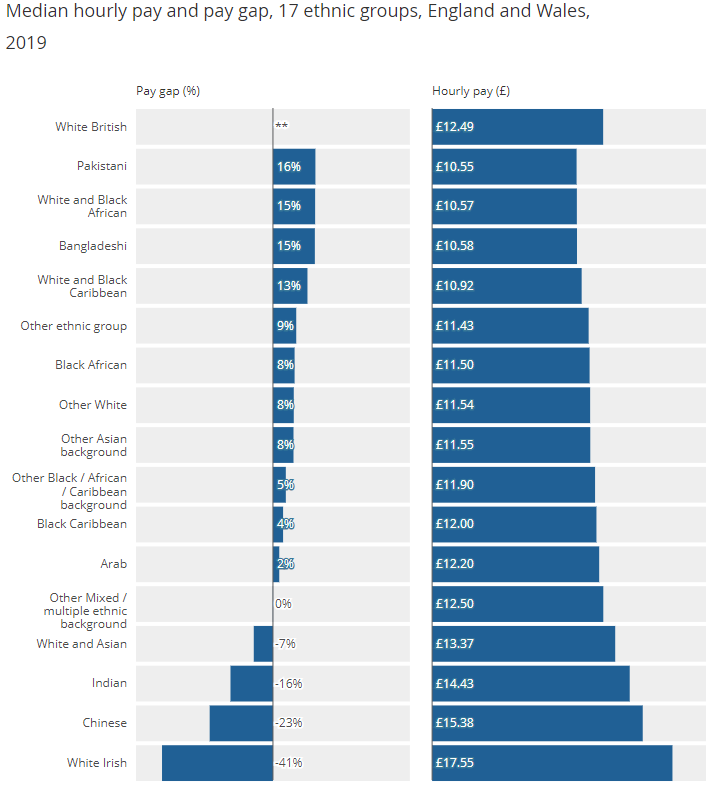 Median hourly pay and pay gap, 17 ethnic groups, England and Wales,
2019
Pay gap (%) Hourly pay (£)
White British ** £12.49
Pakistani 16% £10.55
White and Black
African 15% £10.57
Bangladeshi 15% £10.58
White and Black
Caribbean 13% £10.92
Other ethnic group 9% £11.43
Black African 8% £11.50
Other White 8% £11.54
Other Asian
background 8% £11.55
Other Black / African
/ Caribbean
background 5% £11.90
Black Caribbean 4% £12.00
Arab 2% £12.20
Other Mixed /
multiple ethnic
background 0% £12.50
White and Asian -7% £13.37
Indian -16% £14.43
Chinese -23% £15.38
White Irish -41% £17.55